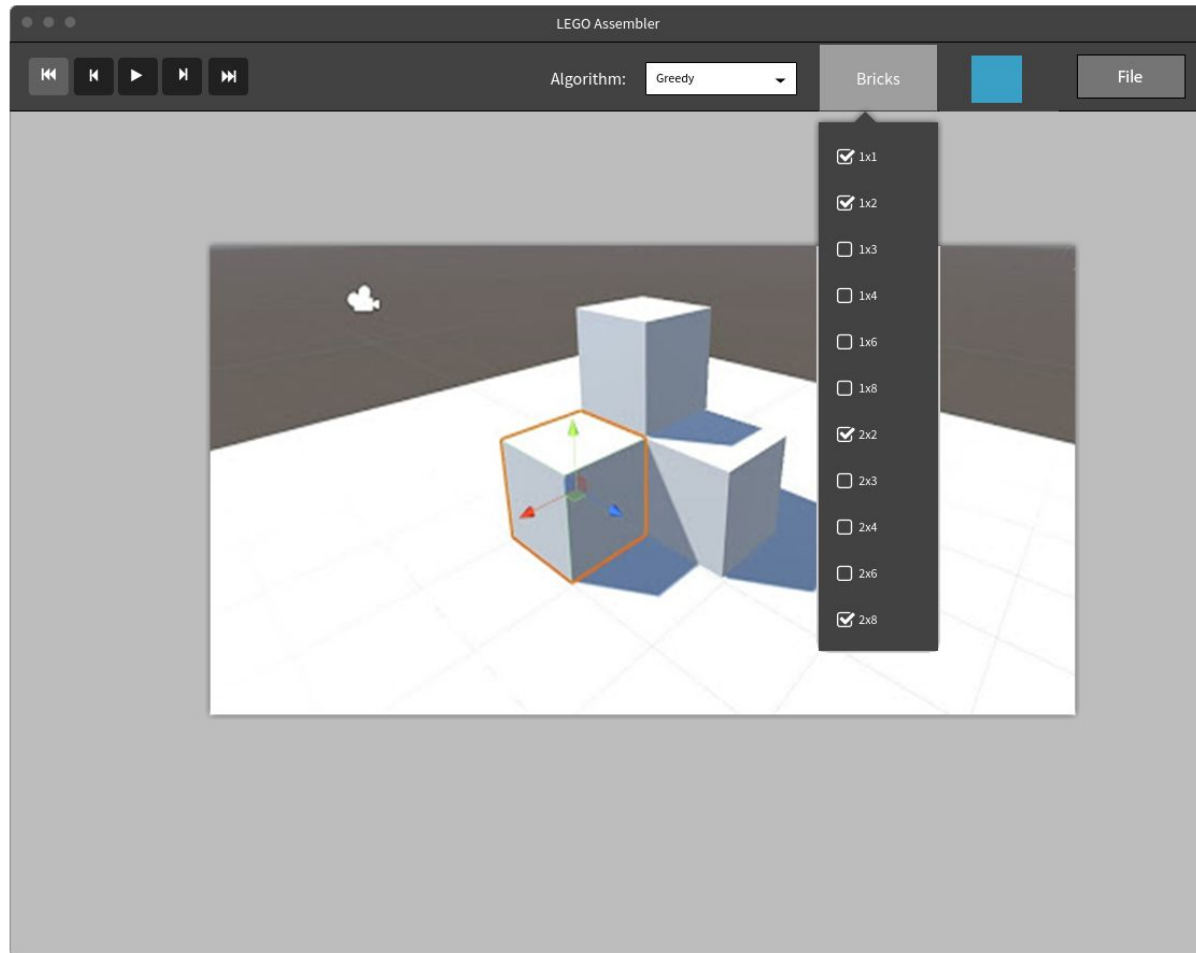 LEGO Assembler
Algorithm: Greedy Bricks File
1x1
1x2
1x3
1x4
1x6
1x8
2x2
2x3
2x4
2x6
2x8